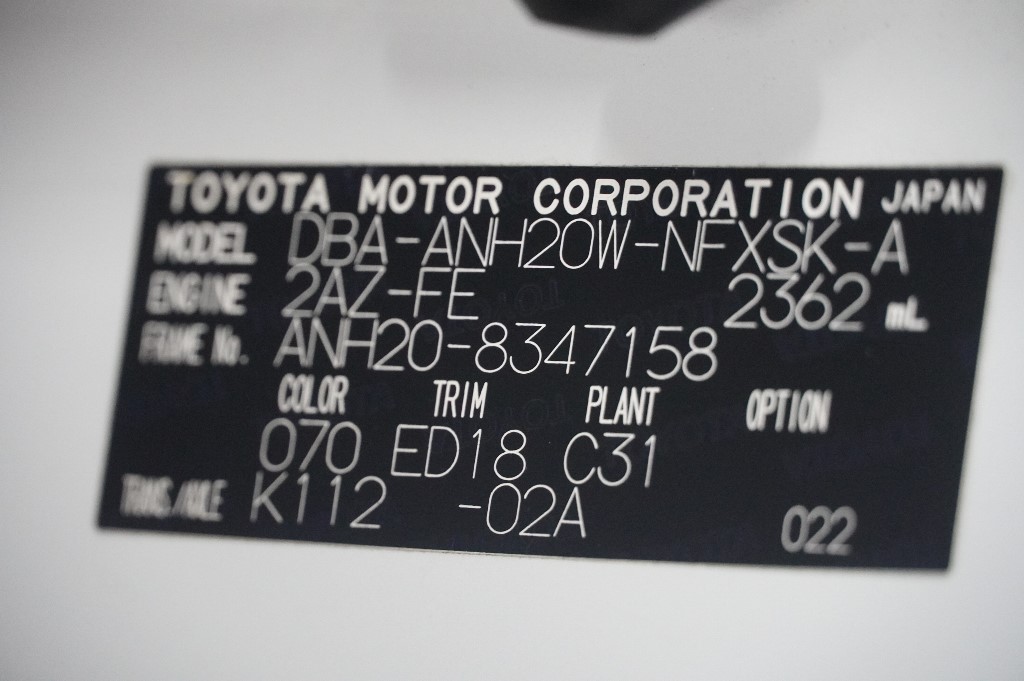 TOYOTA MOTOR CORPORATION JAPAN
MODEL DBA-ANH20W-NFXSK-A
ENGINE 2AZ-FE 2362 mL
FRAME No. ANH20-8347158
COLOR TRIM PLANT OPTION
070 ED18 C31
TRANS./AXLE K112 -02A 022